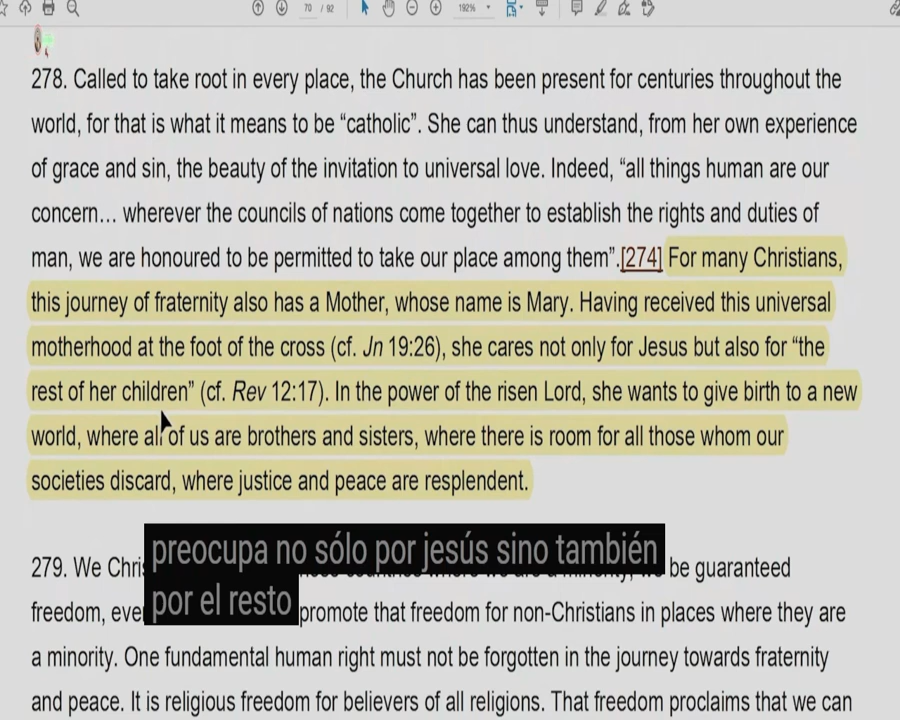 70 / 92
192%
278. Called to take root in every place, the Church has been present for centuries throughout the
world, for that is what it means to be “catholic”. She can thus understand, from her own experience
of grace and sin, the beauty of the invitation to universal love. Indeed, “all things human are our
concern… wherever the councils of nations come together to establish the rights and duties of
man, we are honoured to be permitted to take our place among them”.[274] For many Christians,
this journey of fraternity also has a Mother, whose name is Mary. Having received this universal
motherhood at the foot of the cross (cf. Jn 19:26), she cares not only for Jesus but also for “the
rest of her children” (cf. Rev 12:17). In the power of the risen Lord, she wants to give birth to a new
world, where all of us are brothers and sisters, where there is room for all those whom our
societies discard, where justice and peace are resplendent.
preocupa no sólo por jesús sino también
por el resto
279. We Chris be guaranteed
freedom, eve promote that freedom for non-Christians in places where they are
a minority. One fundamental human right must not be forgotten in the journey towards fraternity
and peace. It is religious freedom for believers of all religions. That freedom proclaims that we can